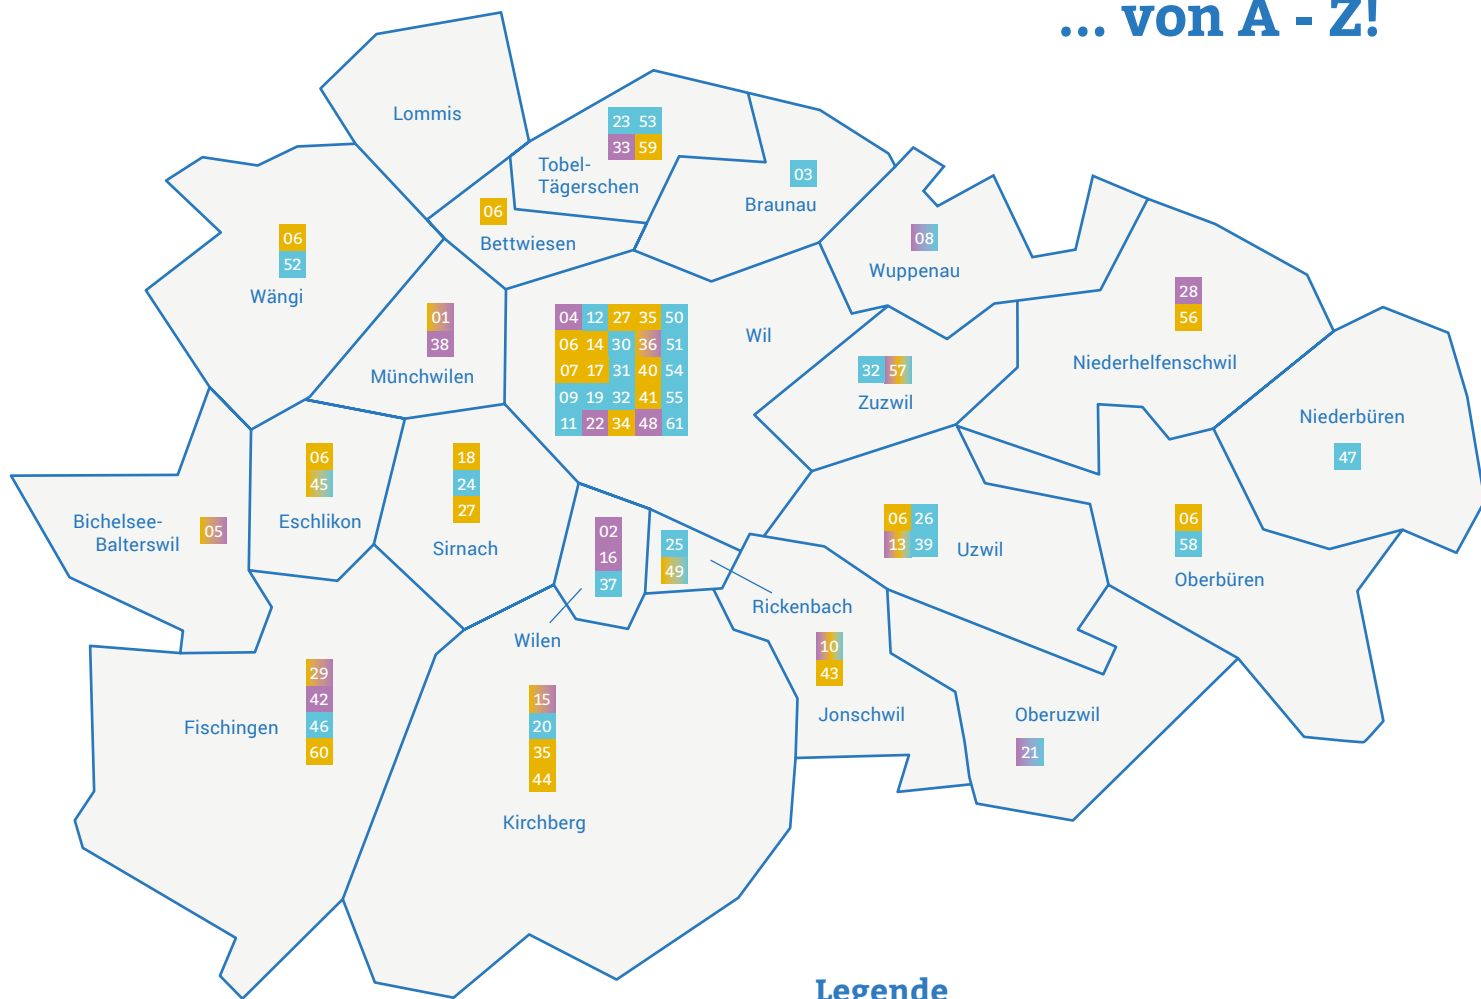 ... von A - Z!
Lommis
23 53
33 59
Tobel-
Tägerschen
03
Braunau
06
Bettwiesen
06
52
Wängi
08
Wuppenau
28
56
Niederhelfenschwil
01
38
Münchwilen
04 12 27 35 50
06 14 30 36 51
07 17 31 40 54
09 19 32 41 55
11 22 34 48 61
Wil
32 57
Zuzwil
Niederbüren
47
06
45
Eschlikon
18
24
27
Sirnach
Bichelsee-
Balterswil
05
02
16
37
Wilen
25
49
Rickenbach
06 26
13 39
Uzwil
06
58
Oberbüren
10
43
Jonschwil
Oberuzwil
21
29
42
46
60
Fischingen
15
20
35
44
Kirchberg
Legende